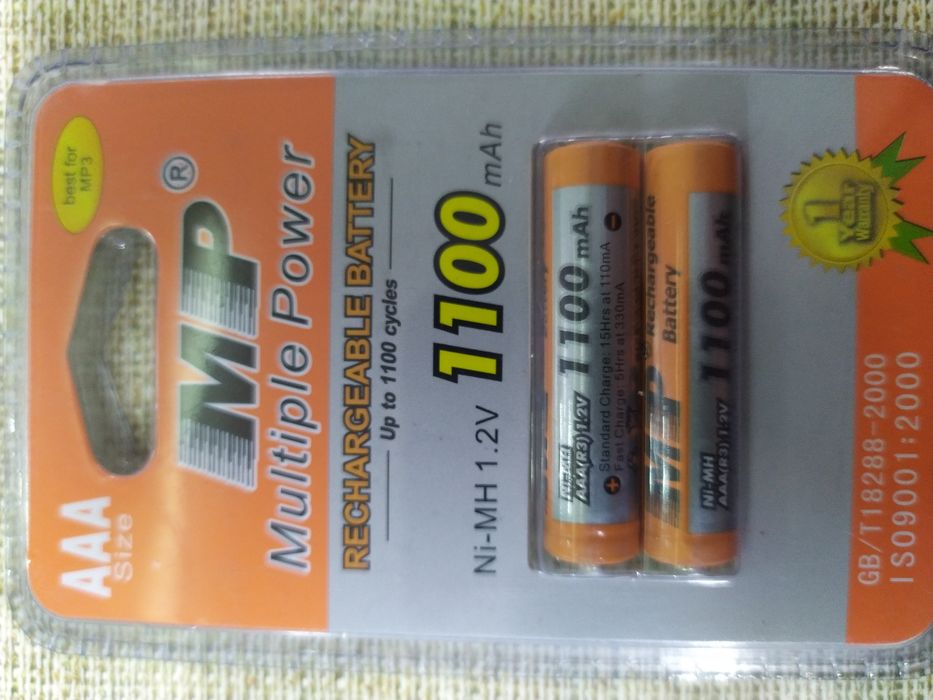 AAA
Size
best for
MP3
MP®
Multiple Power
RECHARGEABLE BATTERY
Up to 1100 cycles
Ni-MH 1.2V 1100 mAh
Ni-MH
AAA(R3)1.2V 1100 mAh
+ Standard Charge: 15Hrs at 110mA -
Fast Charge: 5Hrs at 330mA
MP Rechargeable
Battery
Ni-MH
AAA(R3)1.2V 1100 mAh
1
Year
Warranty
GB/T18288-2000
ISO9001:2000